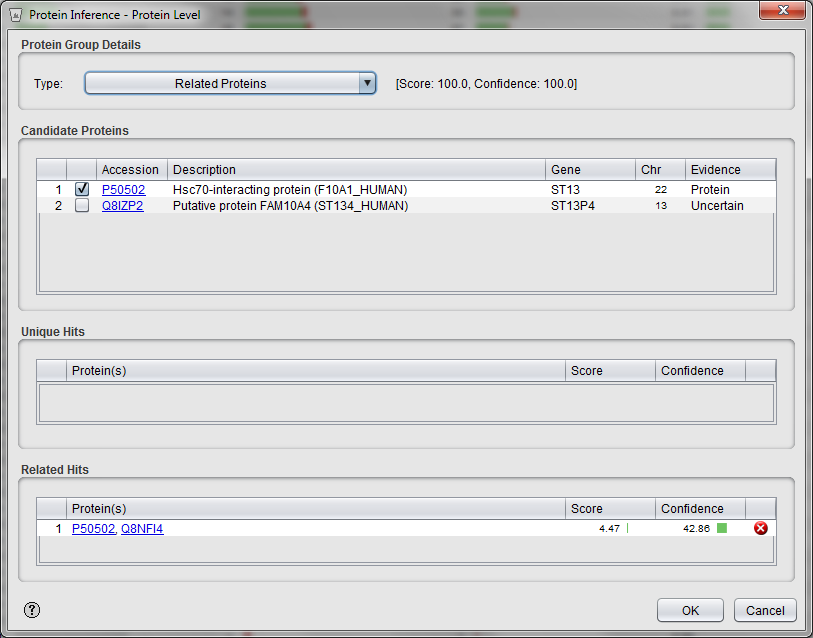 Protein Inference - Protein Level
Protein Group Details
Type: Related Proteins [Score: 100.0, Confidence: 100.0]
Candidate Proteins
Accession Description Gene Chr Evidence
1 P50502 Hsc70-interacting protein (F10A1_HUMAN) ST13 22 Protein
2 Q8IZP2 Putative protein FAM10A4 (ST134_HUMAN) ST13P4 13 Uncertain
Unique Hits
Protein(s) Score Confidence
Related Hits
Protein(s) Score Confidence
1 P50502, Q8NFI4 4.47 42.86
?
OK Cancel